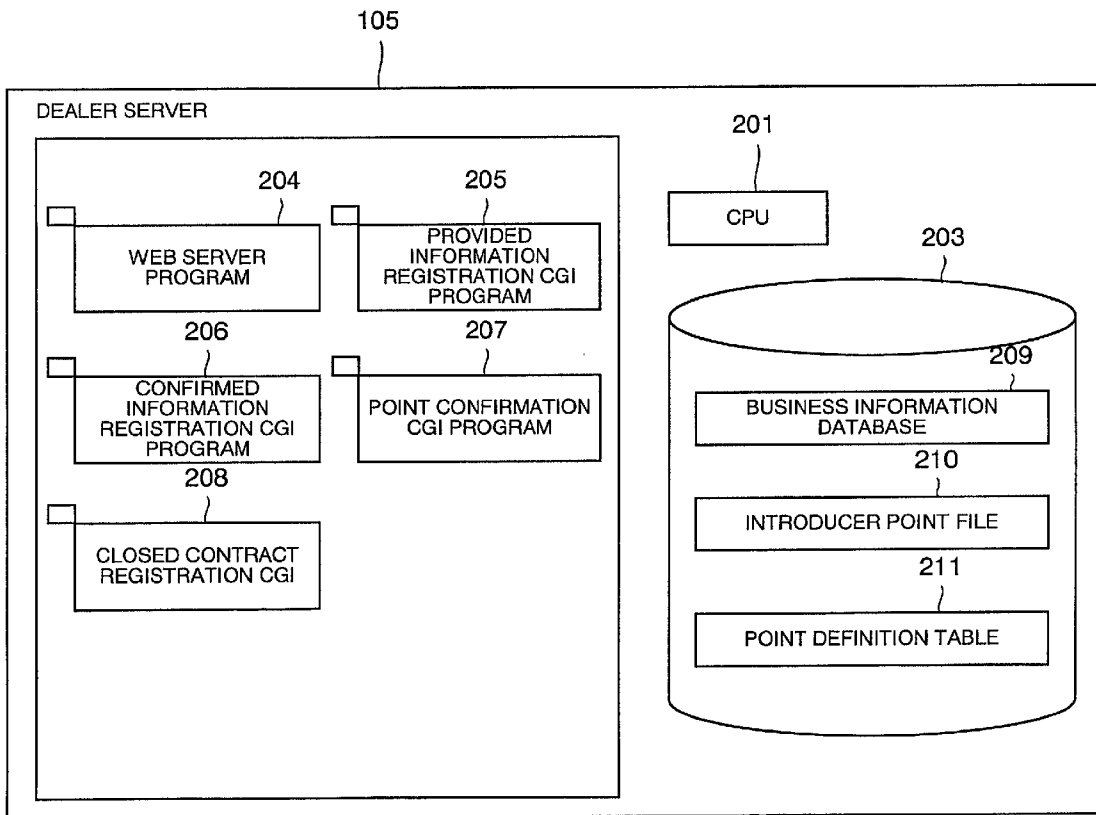 105
DEALER SERVER
204
WEB SERVER
PROGRAM
205
PROVIDED
INFORMATION
REGISTRATION CGI
PROGRAM
206
CONFIRMED
INFORMATION
REGISTRATION CGI
PROGRAM
207
POINT CONFIRMATION
CGI PROGRAM
208
CLOSED CONTRACT
REGISTRATION CGI
201
CPU
203
209
BUSINESS INFORMATION
DATABASE
210
INTRODUCER POINT FILE
211
POINT DEFINITION TABLE